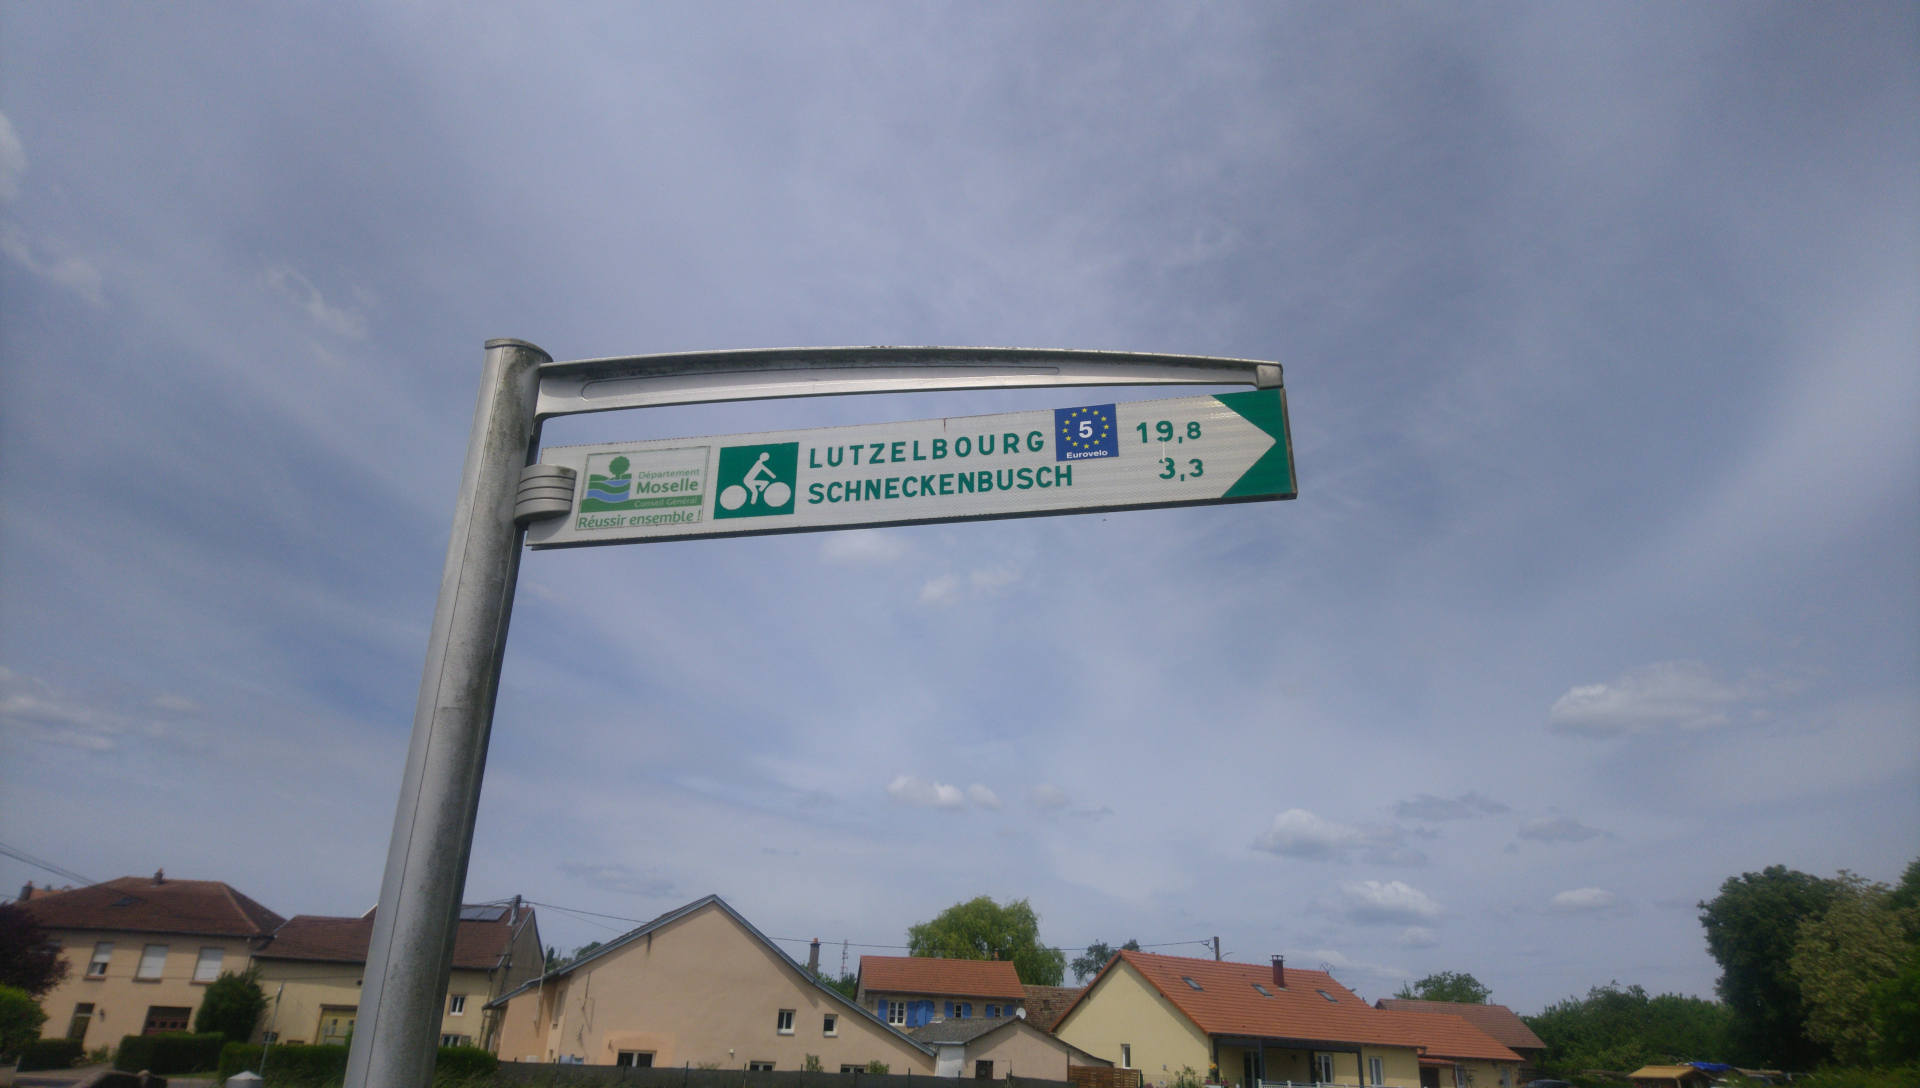 Département
Moselle
Conseil Général
Réussir ensemble !
LUTZELBOURG 19,8
SCHNECKENBUSCH 3,3
5
Eurovelo